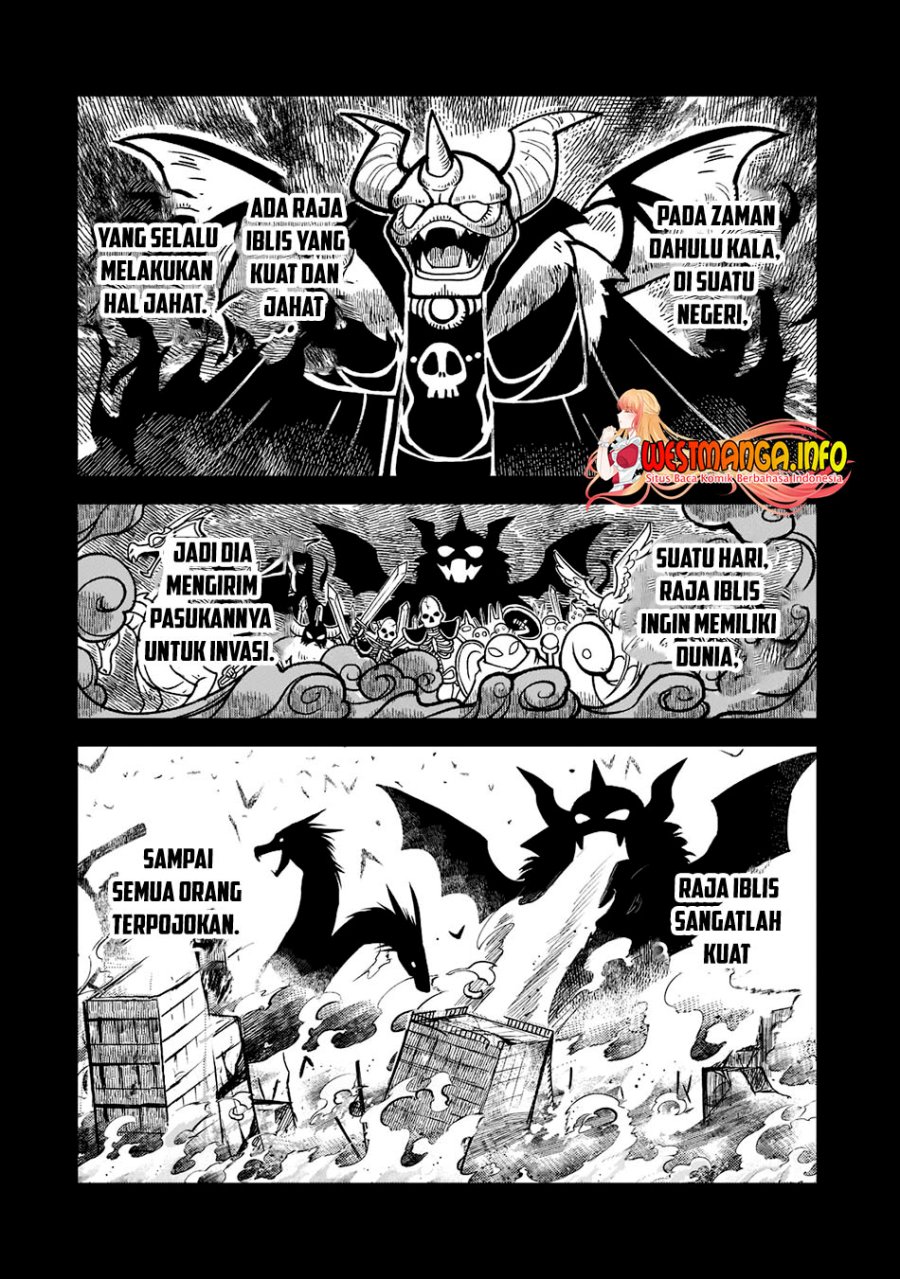 PADA ZAMAN
DAHULU KALA,
DI SUATU
NEGERI,
ADA RAJA
IBLIS YANG
KUAT DAN
JAHAT
YANG SELALU
MELAKUKAN
HAL JAHAT.
WESTMANGA.INFO
Situs Baca Komik Berbahasa Indonesia
SUATU HARI,
RAJA IBLIS
INGIN MEMILIKI
DUNIA,
JADI DIA
MENGIRIM
PASUKANNYA
UNTUK INVASI.
RAJA IBLIS
SANGATLAH
KUAT
SAMPAI
SEMUA ORANG
TERPOJOKAN.